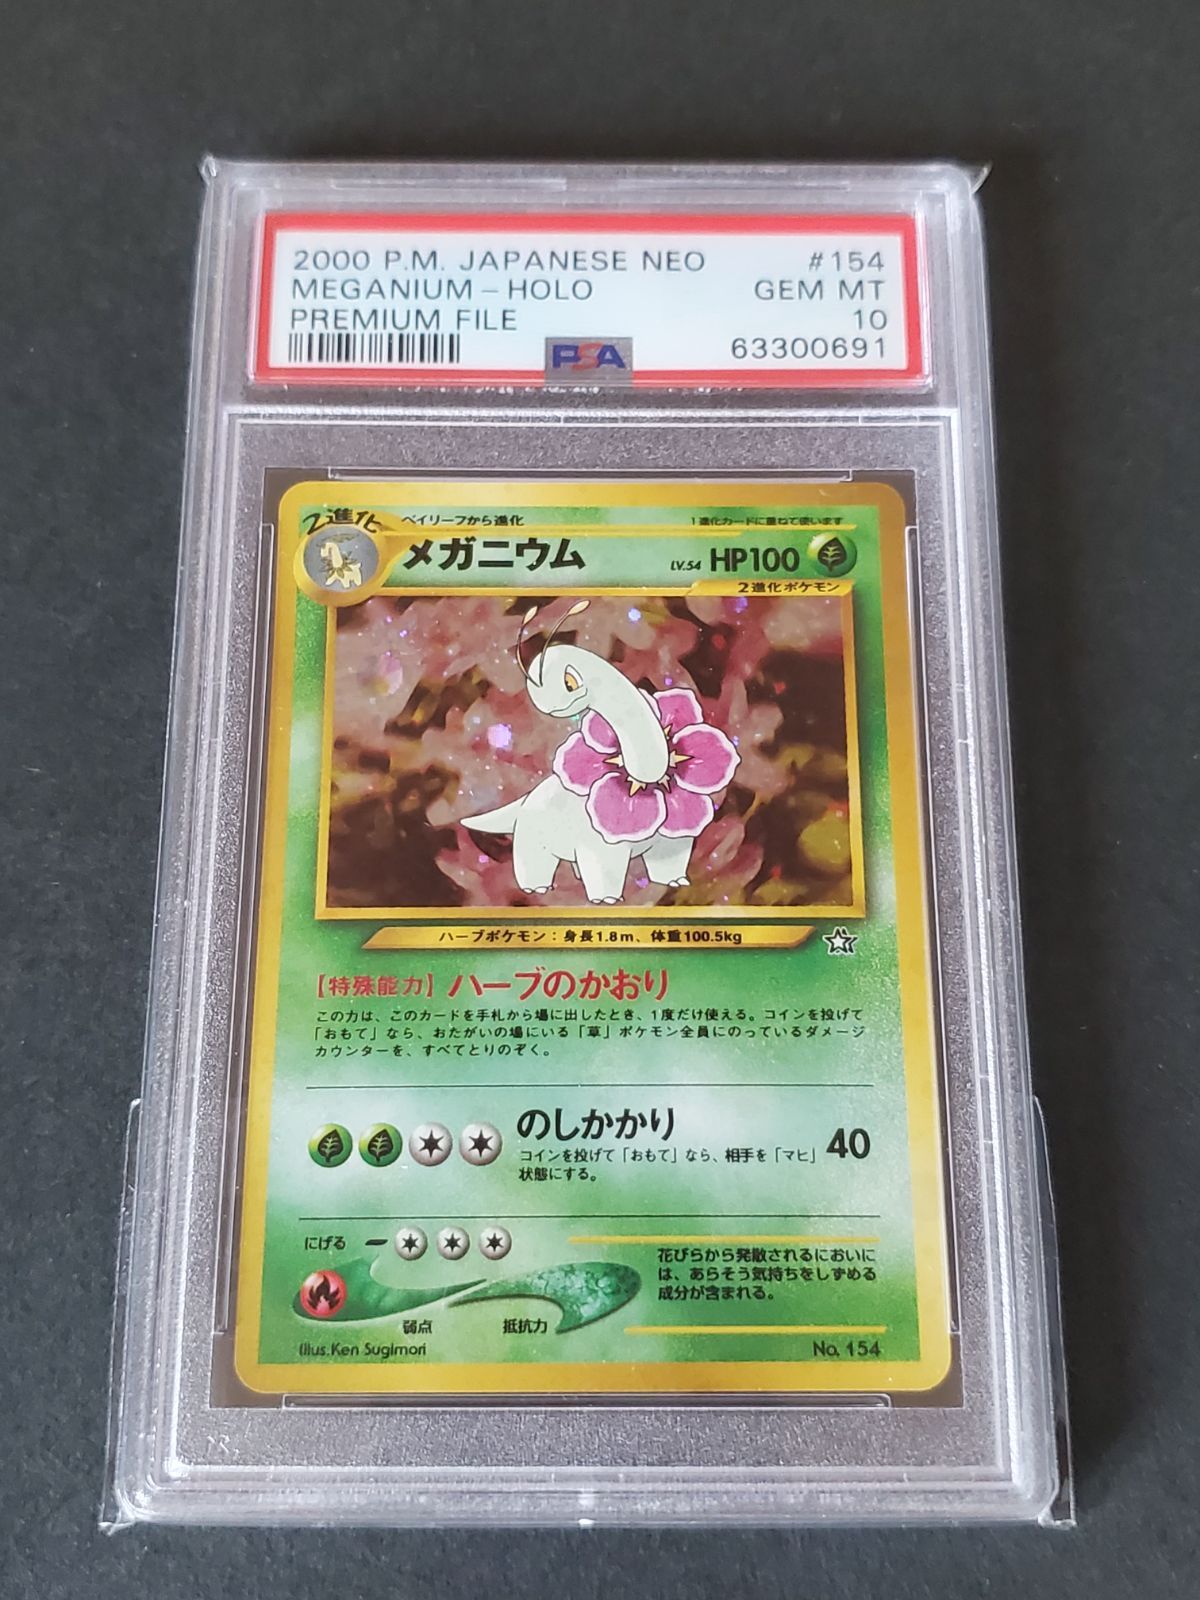 2000 P.M. JAPANESE NEO #154
MEGANIUM-HOLO GEM MT
PREMIUM FILE 10
PSA 63300691
2進化
ベイリーフから進化 1進化カードに重ねて使います
メガニウム LV.54 HP100
2進化ポケモン
ハーブポケモン：身長1.8m、体重100.5kg
【特殊能力】ハーブのかおり
この力は、このカードを手札から場に出したとき、1度だけ使える。コインを投げて
「おもて」なら、おたがいの場にいる「草」ポケモン全員にのっているダメージ
カウンターを、すべてとりのぞく。
のしかかり 40
コインを投げて「おもて」なら、相手を「マヒ」
状態にする。
にげる
花びらから発散されるにおいに
は、あらそう気持ちをしずめる
成分が含まれる。
弱点 抵抗力
Illus.Ken Sugimori No. 154